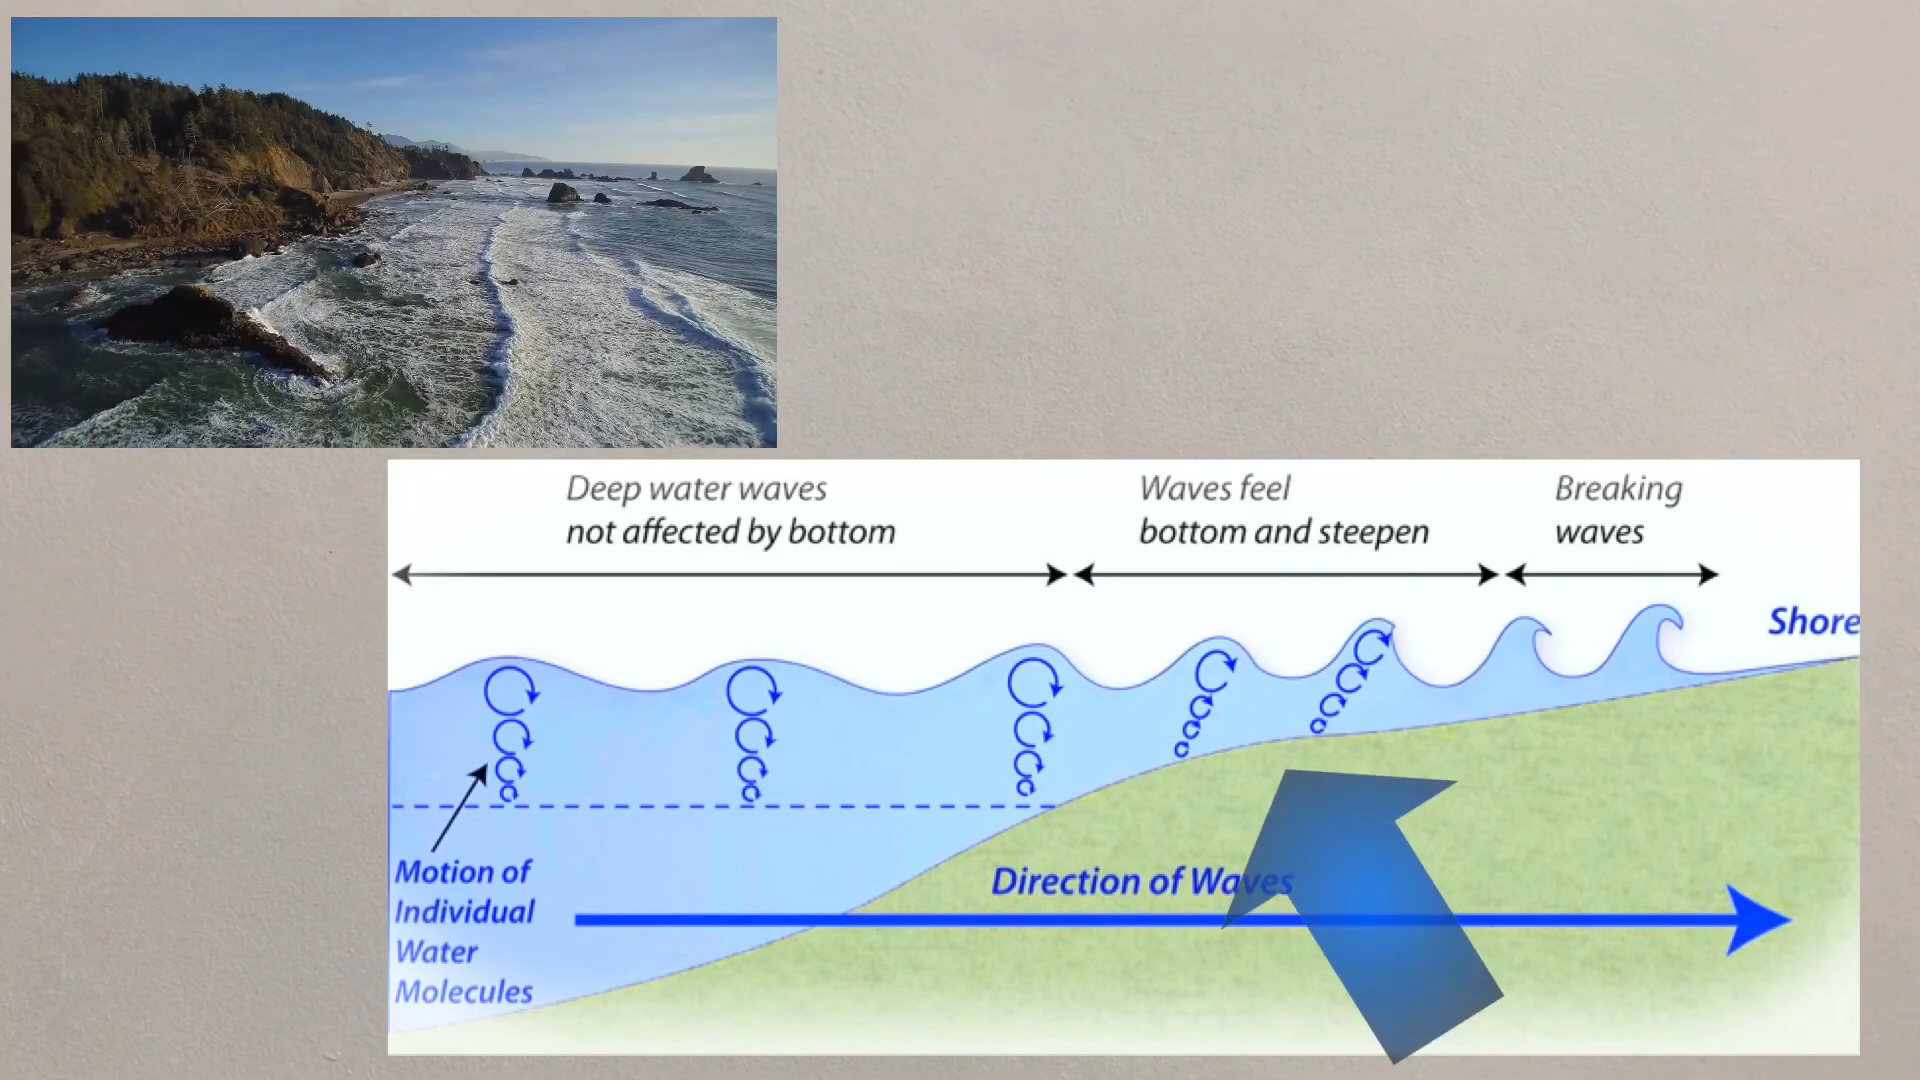 Deep water waves
not affected by bottom
Waves feel
bottom and steepen
Breaking
waves
Shore
Motion of
Individual
Water
Molecules
Direction of Waves